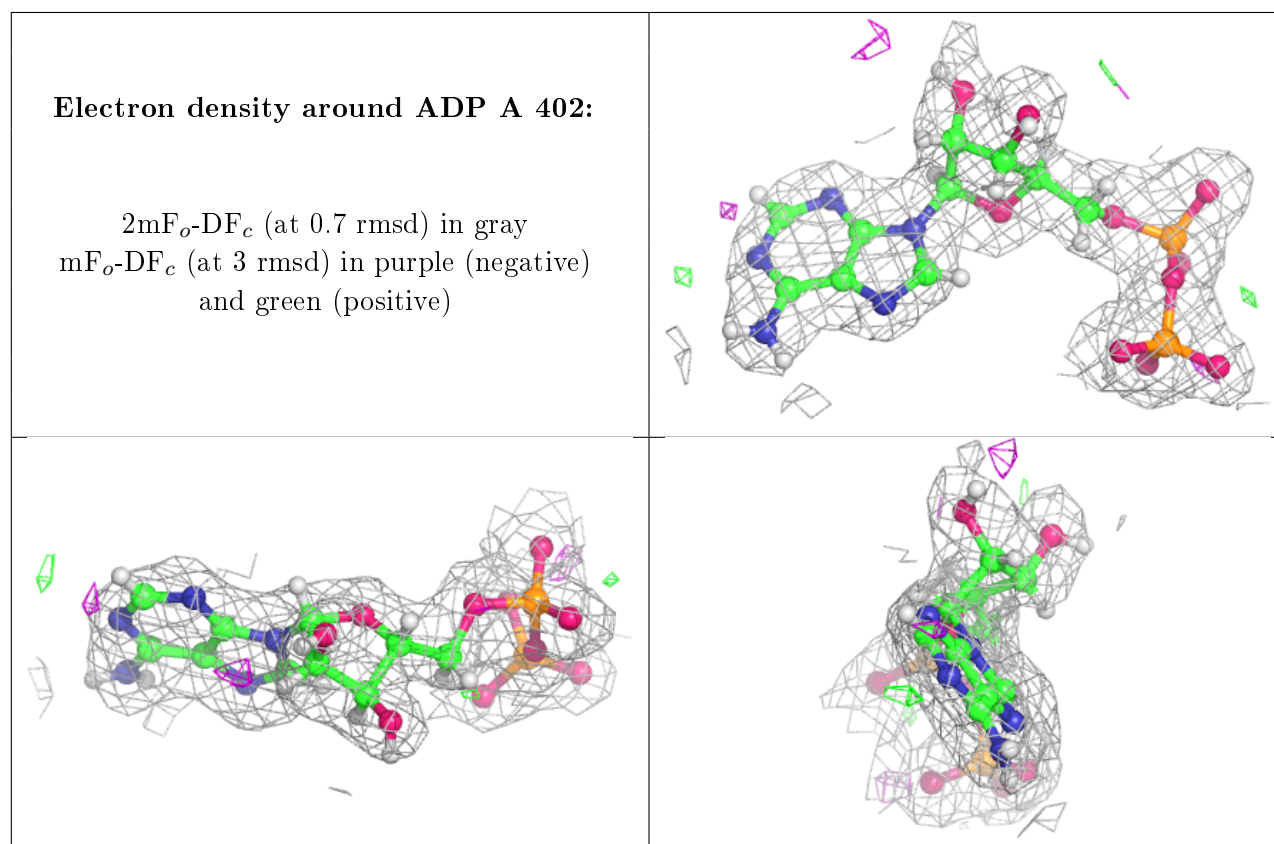 Electron density around ADP A 402:
2mFo-DFc (at 0.7 rmsd) in gray
mFo-DFc (at 3 rmsd) in purple (negative)
and green (positive)